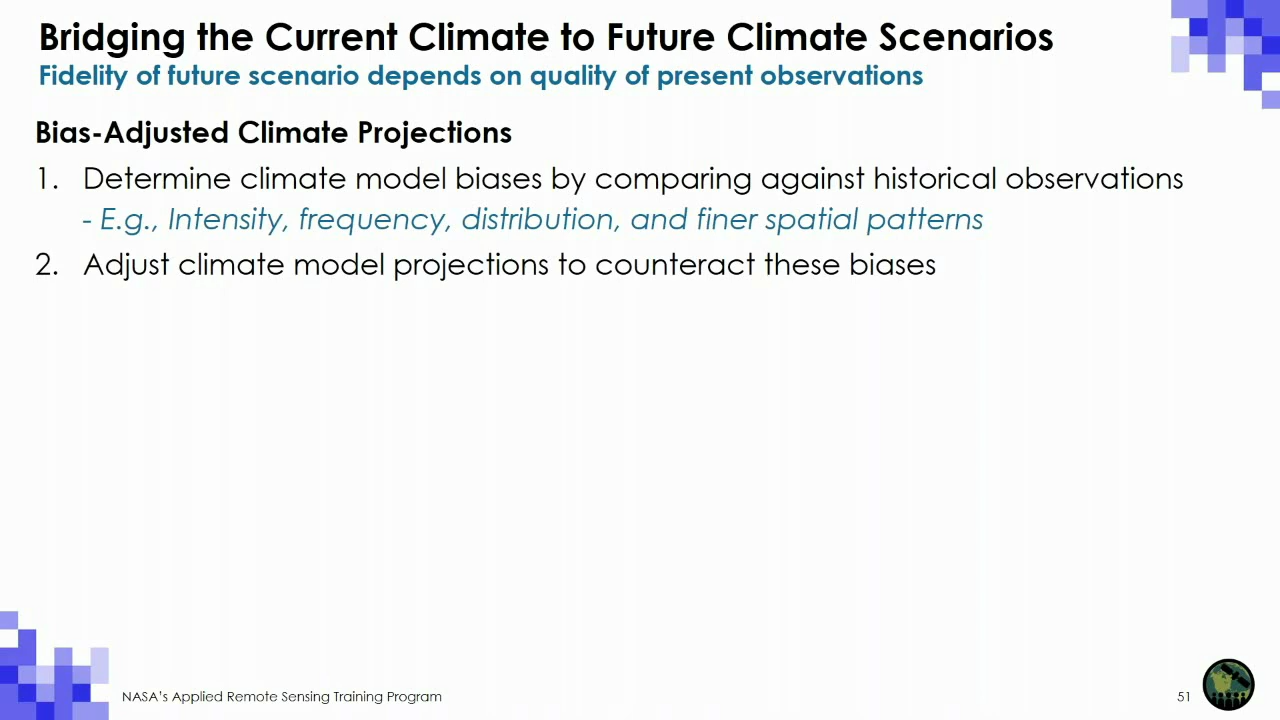 Bridging the Current Climate to Future Climate Scenarios
Fidelity of future scenario depends on quality of present observations
Bias-Adjusted Climate Projections
1. Determine climate model biases by comparing against historical observations
- E.g., Intensity, frequency, distribution, and finer spatial patterns
2. Adjust climate model projections to counteract these biases
NASA's Applied Remote Sensing Training Program
51